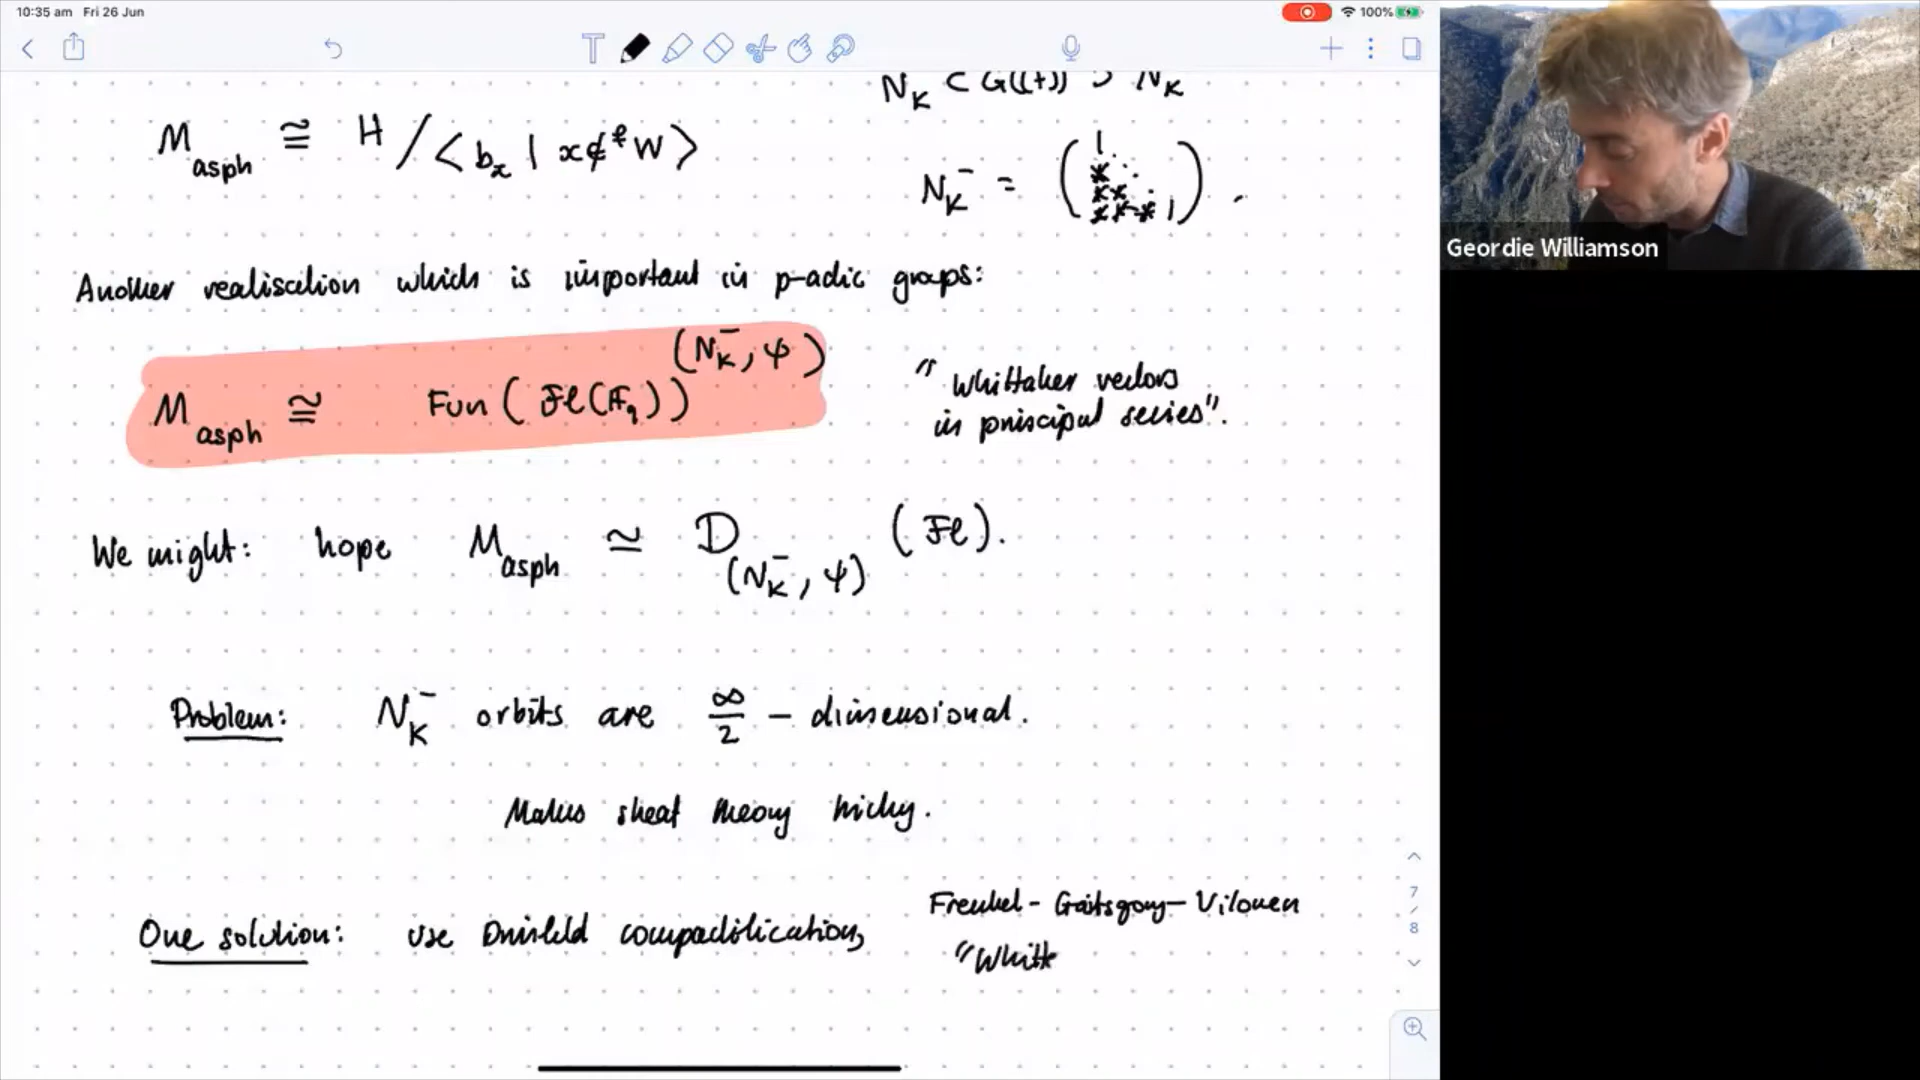 10:35 am Fri 26 Jun
100%
N_K ⊂ G((t)) ⊃ N_K
M_asph ≅ H / <b_x | x ∉ ᶠW>
N_K^- = ( 1 * ** ***1 ) .
Geordie Williamson
Another realisation which is important in p-adic groups:
M_asph ≅ Fun(Fl(F_q))^(N_K^-, ψ)
"Whittaker vectors
in principal series".
We might: hope M_asph ≃ D_(N_K^-, ψ) (Fl).
Problem: N_K^- orbits are ∞/2 - dimensional.
Makes sheaf theory tricky.
One solution: use Drinfeld compactification,
Frenkel - Gaitsgory - Vilonen
"Whitt
7
/
8